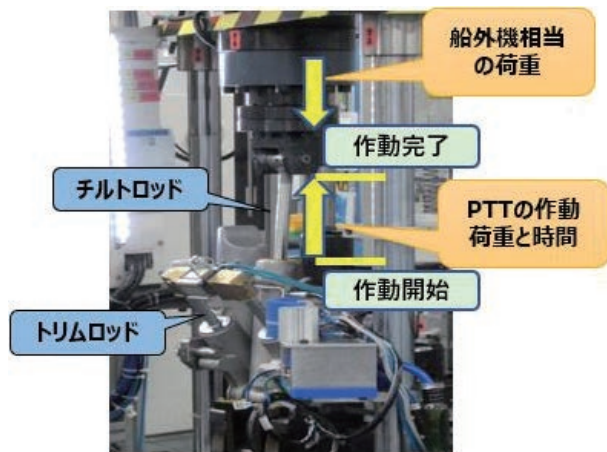 船外機相当
の荷重
作動完了
チルトロッド
PTTの作動
荷重と時間
作動開始
トリムロッド